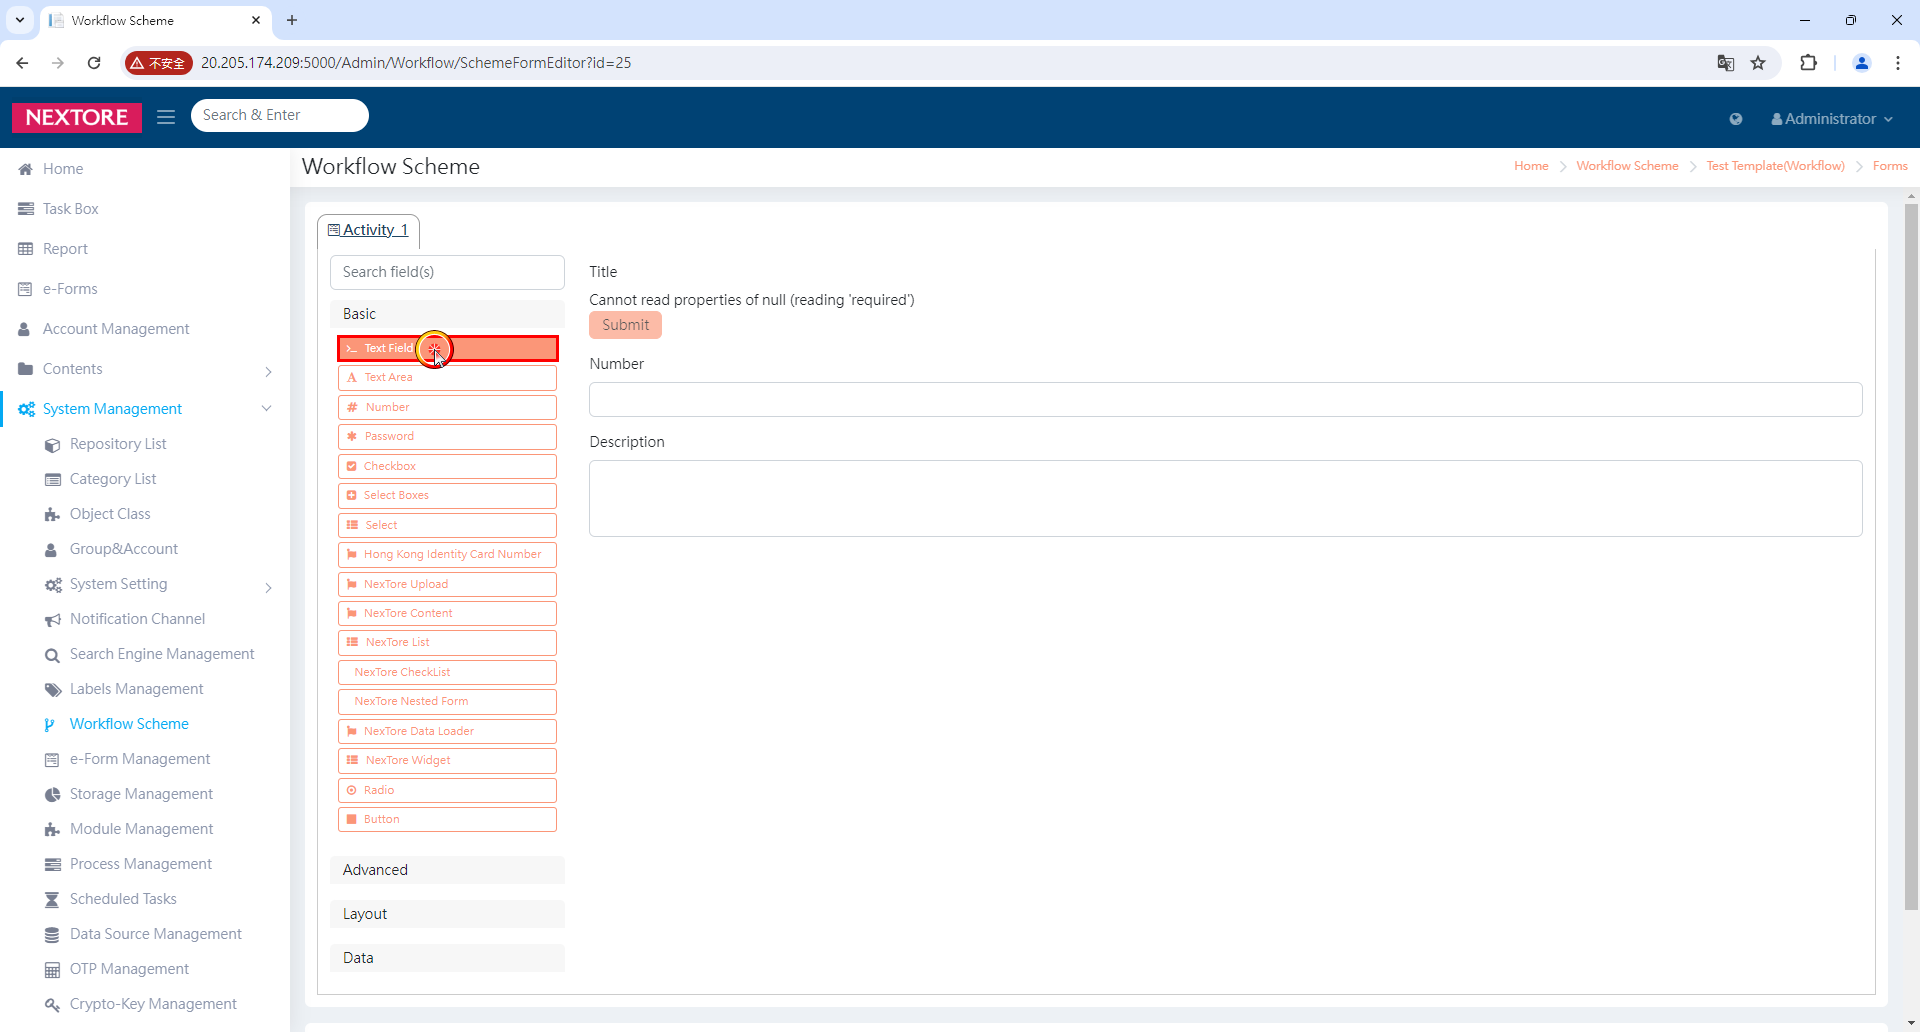 Workflow Scheme
不安全
20.205.174.209:5000/Admin/Workflow/SchemeFormEditor?id=25
NEXTORE
Search & Enter
Administrator
Home
Task Box
Report
e-Forms
Account Management
Contents
System Management
Repository List
Category List
Object Class
Group&Account
System Setting
Notification Channel
Search Engine Management
Labels Management
Workflow Scheme
e-Form Management
Storage Management
Module Management
Process Management
Scheduled Tasks
Data Source Management
OTP Management
Crypto-Key Management
Workflow Scheme
Home > Workflow Scheme > Test Template(Workflow) > Forms
Activity_1
Search field(s)
Basic
Text Field
Text Area
Number
Password
Checkbox
Select Boxes
Select
Hong Kong Identity Card Number
NexTore Upload
NexTore Content
NexTore List
NexTore CheckList
NexTore Nested Form
NexTore Data Loader
NexTore Widget
Radio
Button
Advanced
Layout
Data
Title
Cannot read properties of null (reading 'required')
Submit
Number
Description